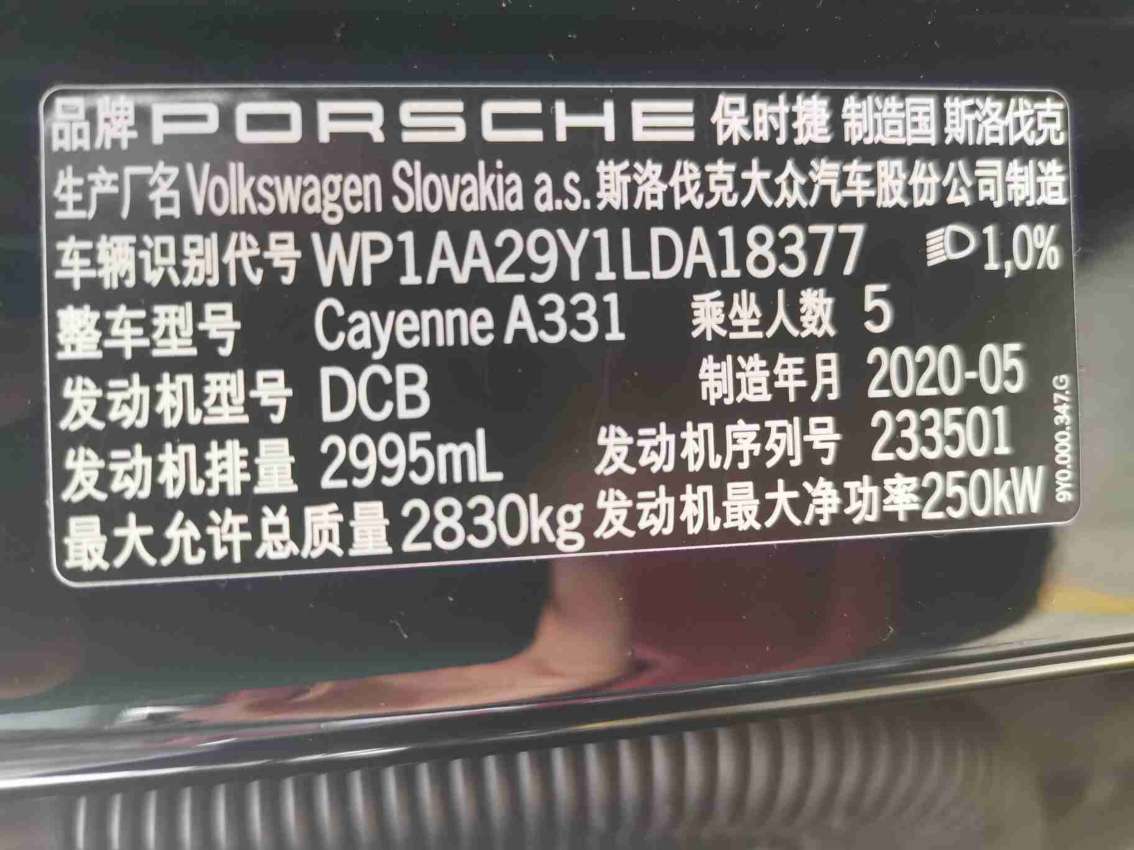 品牌 PORSCHE 保时捷 制造国 斯洛伐克
生产厂名 Volkswagen Slovakia a.s. 斯洛伐克大众汽车股份公司制造
车辆识别代号 WP1AA29Y1LDA18377 1,0%
整车型号 Cayenne A331 乘坐人数 5
发动机型号 DCB 制造年月 2020-05
发动机排量 2995mL 发动机序列号 233501
最大允许总质量 2830kg 发动机最大净功率 250kW
9Y0.000.347.G